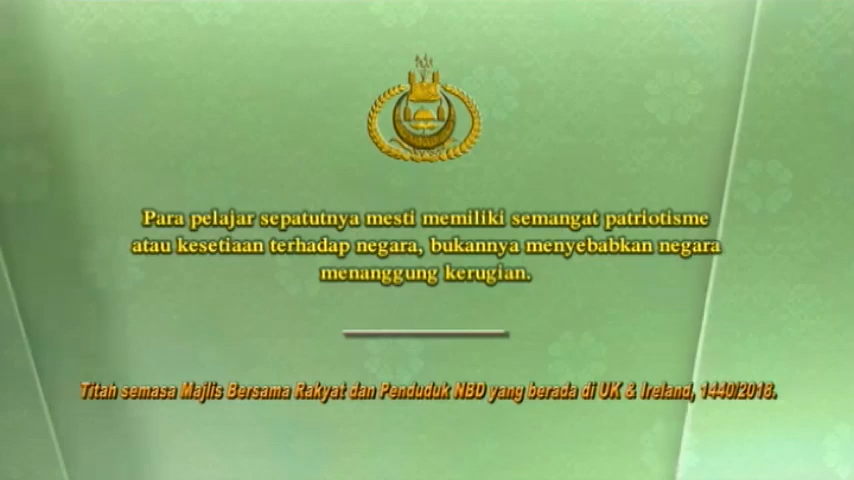 Para pelajar sepatutnya mesti memiliki semangat patriotisme
atau kesetiaan terhadap negara, bukannya menyebabkan negara
menanggung kerugian.
Titah semasa Majlis Bersama Rakyat dan Penduduk NBD yang berada di UK & Ireland, 1440/2018.